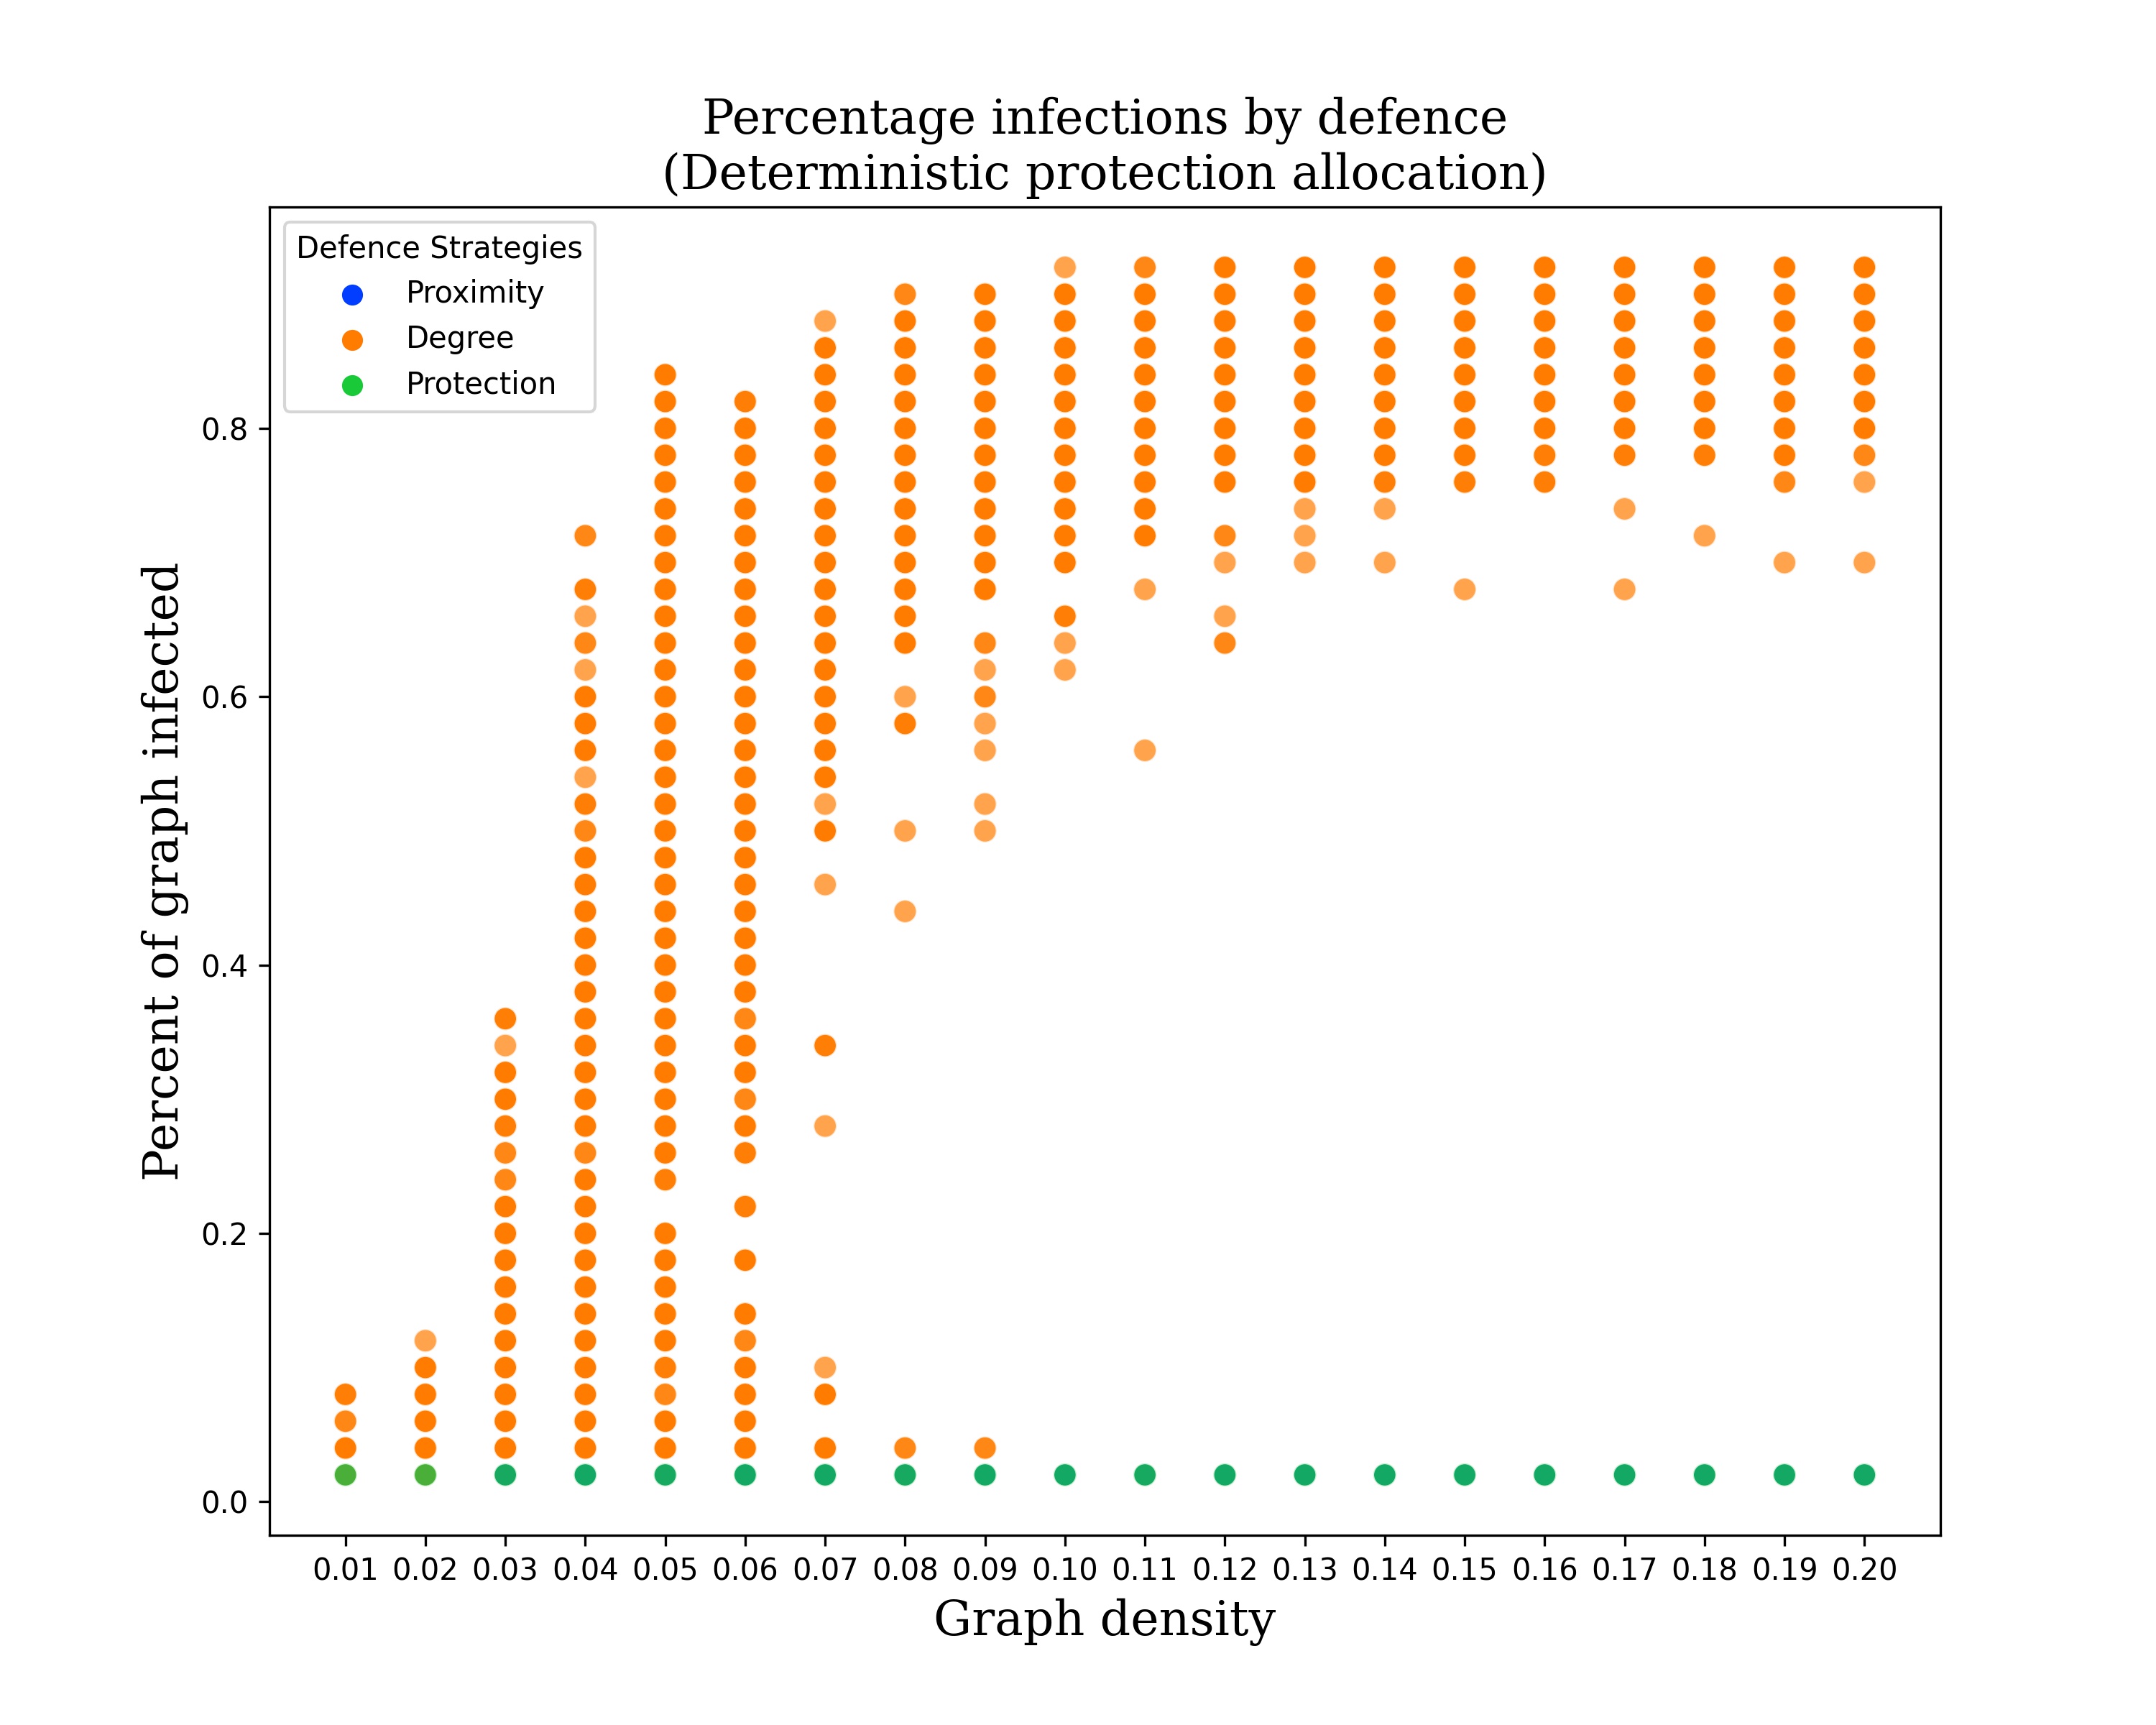 Percentage infections by defence
(Deterministic protection allocation)
Defence Strategies
Proximity
Degree
Protection
Percent of graph infected
0.8
0.6
0.4
0.2
0.0
0.01 0.02 0.03 0.04 0.05 0.06 0.07 0.08 0.09 0.10 0.11 0.12 0.13 0.14 0.15 0.16 0.17 0.18 0.19 0.20
Graph density